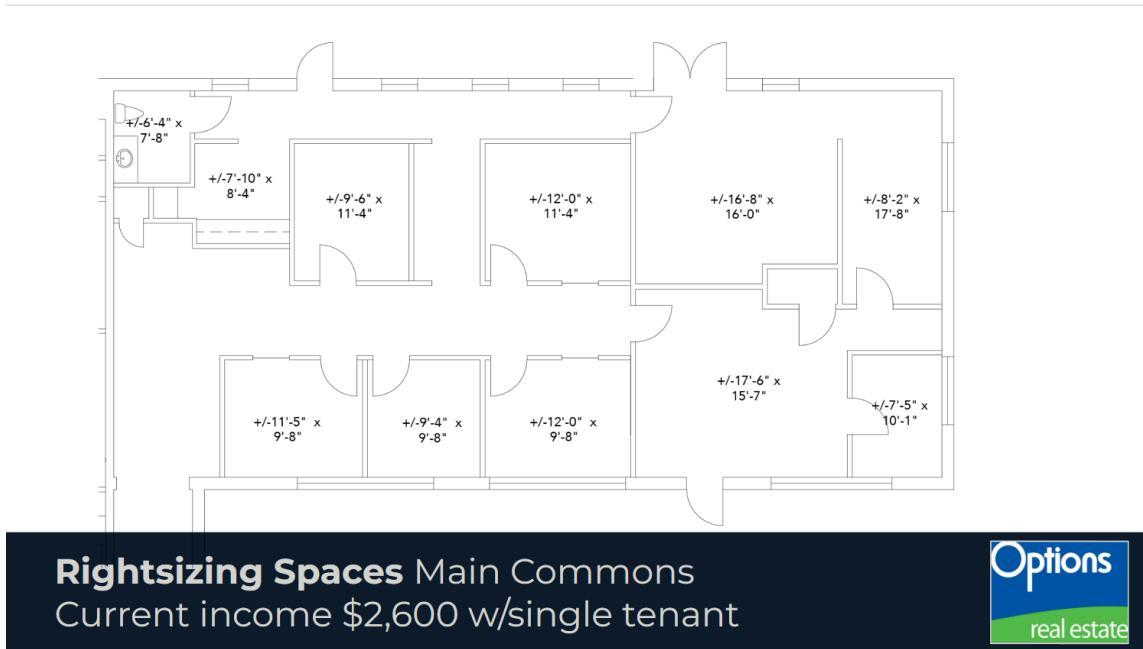 +/-6'-4" x
7'-8"
+/-7'-10" x
8'-4"
+/-9'-6" x
11'-4"
+/-12'-0" x
11'-4"
+/-16'-8" x
16'-0"
+/-8'-2" x
17'-8"
+/-17'-6" x
15'-7"
+/-11'-5" x
9'-8"
+/-9'-4" x
9'-8"
+/-12'-0" x
9'-8"
+/-7'-5" x
10'-1"
Rightsizing Spaces Main Commons
Current income $2,600 w/single tenant
Options
real estate